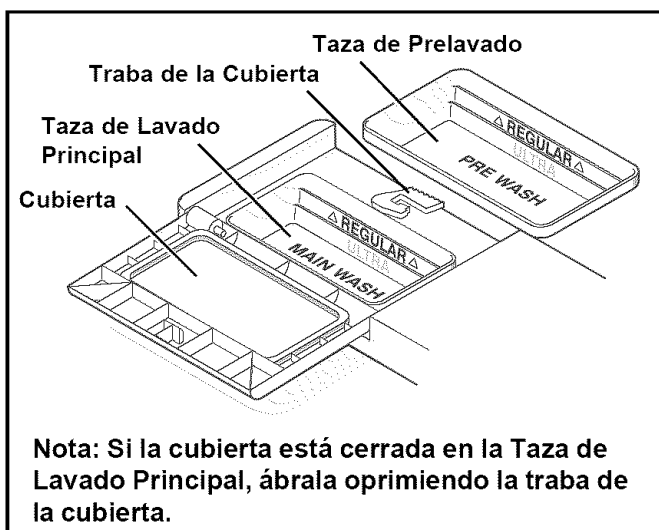 Taza de Prelavado
Traba de la Cubierta
Taza de Lavado
Principal
Cubierta
△ REGULAR △
ULTRA
PRE WASH
△ REGULAR △
ULTRA
MAIN WASH
Nota: Si la cubierta está cerrada en la Taza de
Lavado Principal, ábrala oprimiendo la traba de
la cubierta.